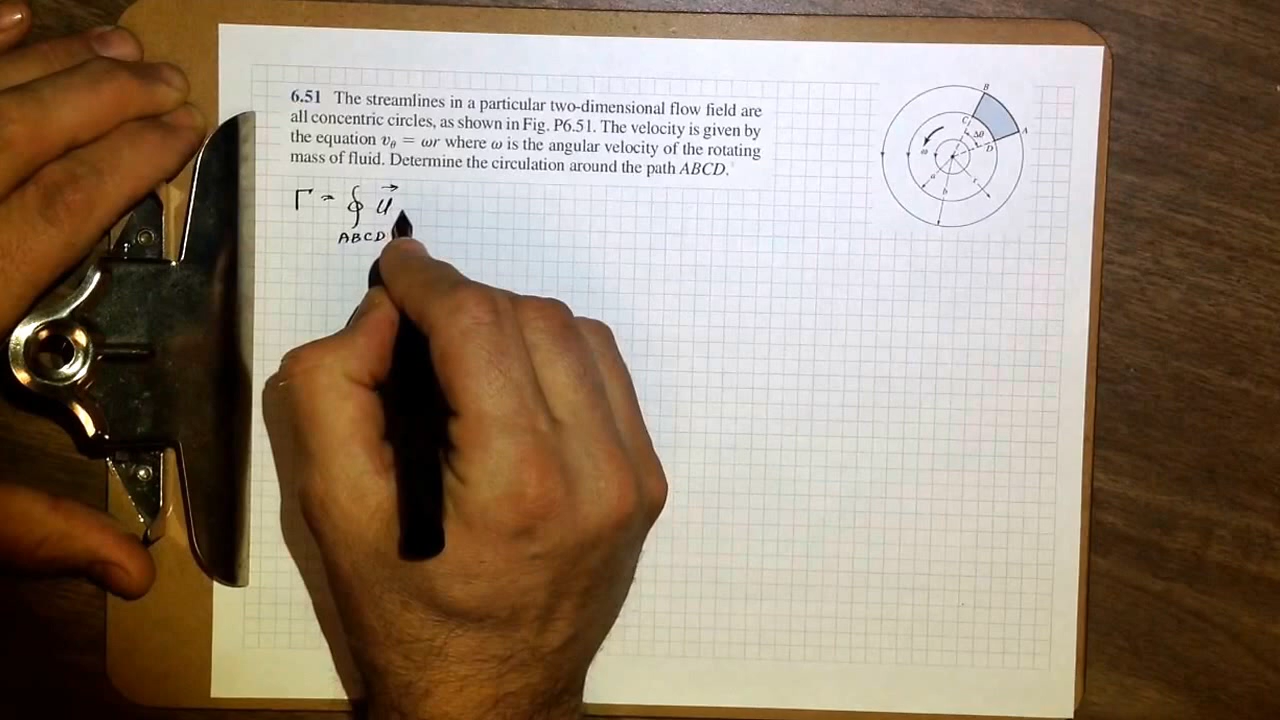 6.51 The streamlines in a particular two-dimensional flow field are
all concentric circles, as shown in Fig. P6.51. The velocity is given by
the equation vθ = ωr where ω is the angular velocity of the rotating
mass of fluid. Determine the circulation around the path ABCD.
Γ = ∮ u⃗
ABCD
B
A
C
Δθ
D
ω
a
r
b